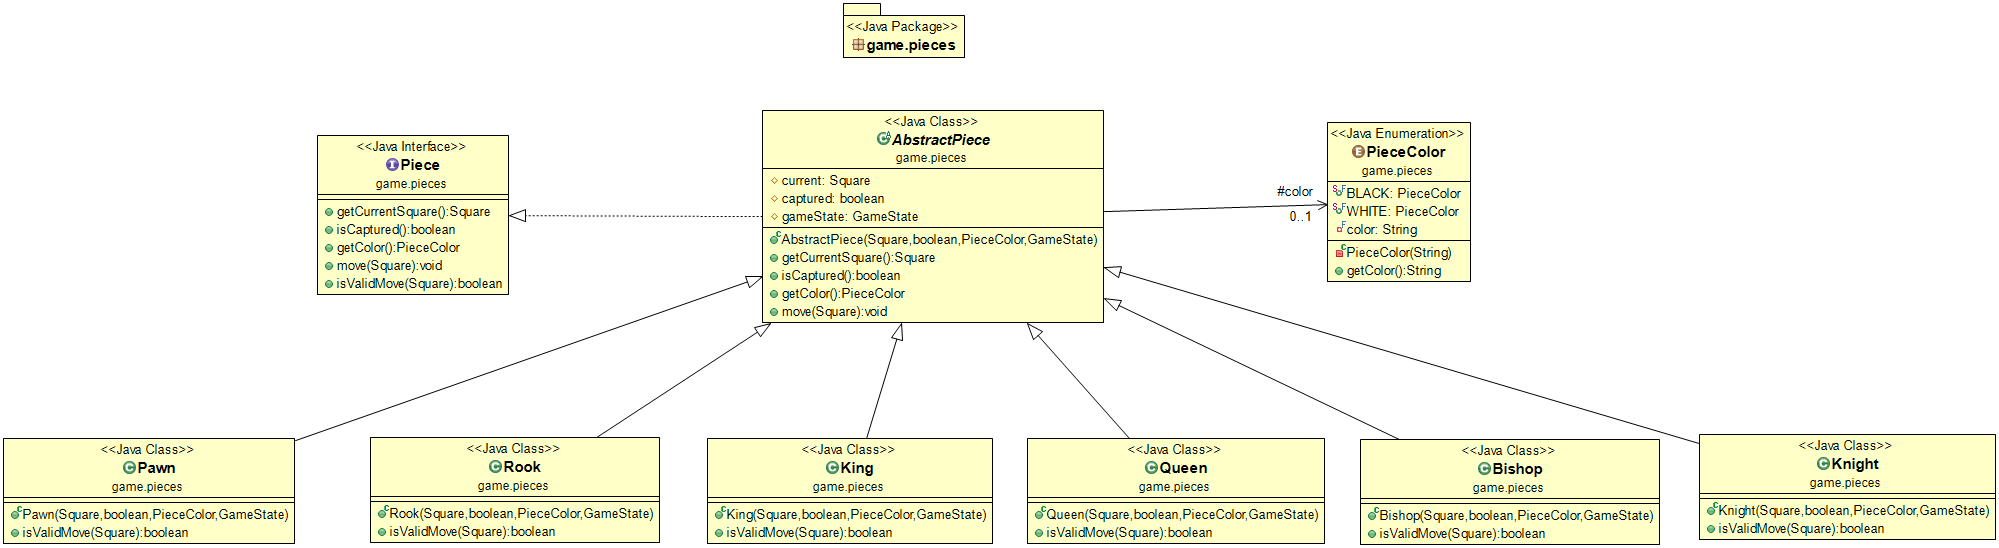 <<Java Package>>
game.pieces
<<Java Interface>>
Piece
game.pieces
getCurrentSquare():Square
isCaptured():boolean
getColor():PieceColor
move(Square):void
isValidMove(Square):boolean
<<Java Class>>
AbstractPiece
game.pieces
current: Square
captured: boolean
gameState: GameState
AbstractPiece(Square,boolean,PieceColor,GameState)
getCurrentSquare():Square
isCaptured():boolean
getColor():PieceColor
move(Square):void
#color
0..1
<<Java Enumeration>>
PieceColor
game.pieces
BLACK: PieceColor
WHITE: PieceColor
color: String
PieceColor(String)
getColor():String
<<Java Class>>
Pawn
game.pieces
Pawn(Square,boolean,PieceColor,GameState)
isValidMove(Square):boolean
<<Java Class>>
Rook
game.pieces
Rook(Square,boolean,PieceColor,GameState)
isValidMove(Square):boolean
<<Java Class>>
King
game.pieces
King(Square,boolean,PieceColor,GameState)
isValidMove(Square):boolean
<<Java Class>>
Queen
game.pieces
Queen(Square,boolean,PieceColor,GameState)
isValidMove(Square):boolean
<<Java Class>>
Bishop
game.pieces
Bishop(Square,boolean,PieceColor,GameState)
isValidMove(Square):boolean
<<Java Class>>
Knight
game.pieces
Knight(Square,boolean,PieceColor,GameState)
isValidMove(Square):boolean